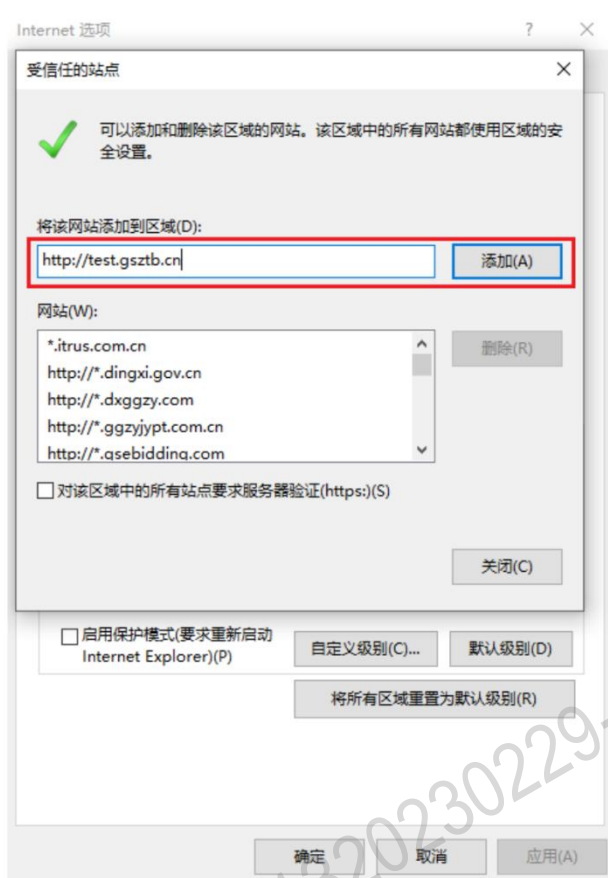 Internet 选项
?
受信任的站点
可以添加和删除该区域的网站。该区域中的所有网站都使用区域的安
全设置。
将该网站添加到区域(D):
http://test.gsztb.cn
添加(A)
网站(W):
*.itrus.com.cn
http://*.dingxi.gov.cn
http://*.dxggzy.com
http://*.ggzyjypt.com.cn
http://*.gsebidding.com
删除(R)
对该区域中的所有站点要求服务器验证(https:)(S)
关闭(C)
启用保护模式(要求重新启动
Internet Explorer)(P)
自定义级别(C)...
默认级别(D)
将所有区域重置为默认级别(R)
确定
取消
应用(A)